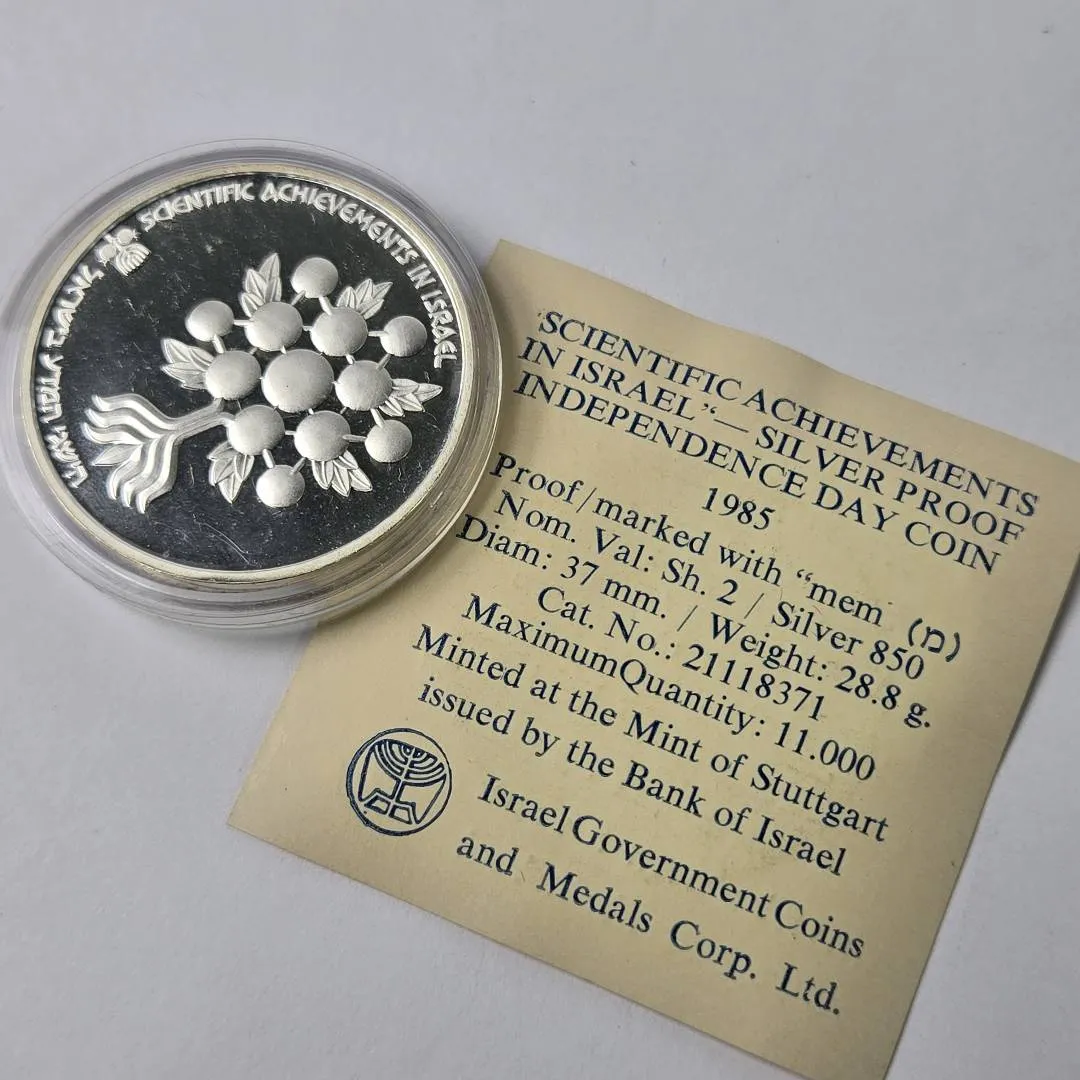 SCIENTIFIC ACHIEVEMENTS IN ISRAEL
SCIENTIFIC ACHIEVEMENTS
IN ISRAEL“— SILVER PROOF
INDEPENDENCE DAY COIN
1985
Proof/marked with “mem (מ)
Nom. Val: Sh. 2 / Silver 850
Diam: 37 mm. / Weight: 28.8 g.
Cat. No.: 21118371
Maximum Quantity: 11.000
Minted at the Mint of Stuttgart
issued by the Bank of Israel
Israel Government Coins
and Medals Corp. Ltd.